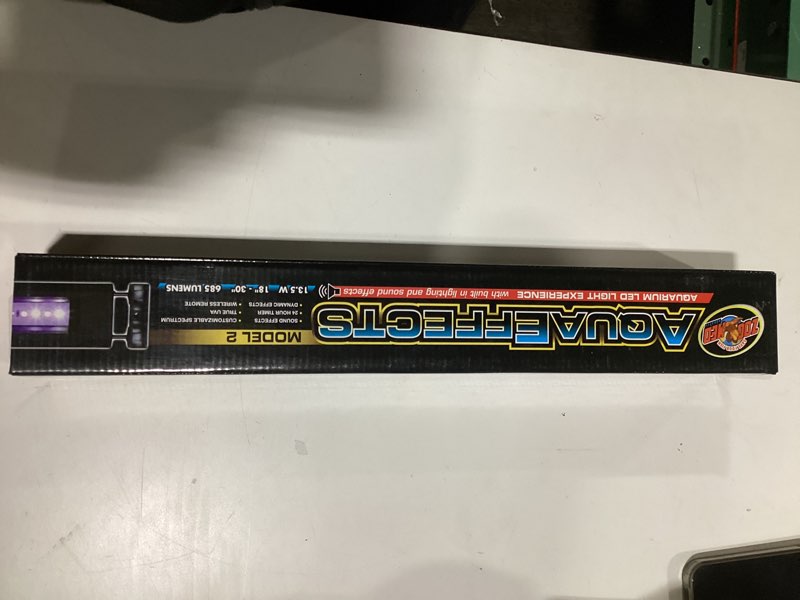 ZOO MED
AQUAEFFECTS
AQUARIUM LED LIGHT EXPERIENCE with built in lighting and sound effects
MODEL 2
• SOUND EFFECTS
• 24 HOUR TIMER
• DYNAMIC EFFECTS
• CUSTOMIZABLE SPECTRUM
• TRUE UVA
• WIRELESS REMOTE
13.5 W 18" - 30" 685 LUMENS